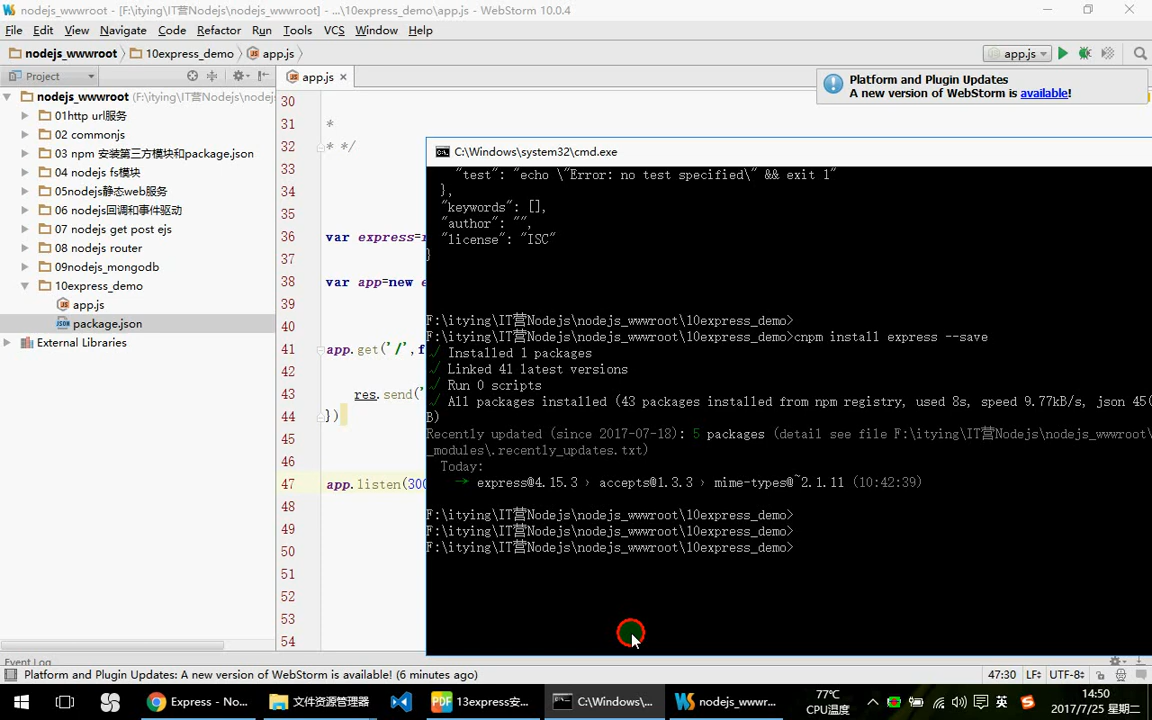 nodejs_wwwroot [F:\itying\IT营Nodejs\nodejs_wwwroot] - ...\10express_demo\app.js - WebStorm 10.0.4
File Edit View Navigate Code Refactor Run Tools VCS Window Help
nodejs_wwwroot 10express_demo app.js
app.js
Project
app.js
Platform and Plugin Updates
A new version of WebStorm is available!
nodejs_wwwroot (F:\itying\IT营Nodejs\nodejs
01http url服务
02 commonjs
03 npm 安装第三方模块和package.json
04 nodejs fs模块
05nodejs静态web服务
06 nodejs回调和事件驱动
07 nodejs get post ejs
08 nodejs router
09nodejs_mongodb
10express_demo
app.js
package.json
External Libraries
30
31 *
32 * */
33
34
35
36 var express=
37
38 var app=new
39
40
41 app.get('/',f
42
43 res.send('
44 })
45
46
47 app.listen(300
48
49
50
51
52
53
54
C:\Windows\system32\cmd.exe
"test": "echo \"Error: no test specified\" && exit 1"
},
"keywords": [],
"author": "",
"license": "ISC"
}
F:\itying\IT营Nodejs\nodejs_wwwroot\10express_demo>
F:\itying\IT营Nodejs\nodejs_wwwroot\10express_demo>cnpm install express --save
√ Installed 1 packages
√ Linked 41 latest versions
√ Run 0 scripts
√ All packages installed (43 packages installed from npm registry, used 8s, speed 9.77kB/s, json 45(
B)
Recently updated (since 2017-07-18): 5 packages (detail see file F:\itying\IT营Nodejs\nodejs_wwwroot\
_modules\.recently_updates.txt)
Today:
→ express@4.15.3 › accepts@1.3.3 › mime-types@~2.1.11 (10:42:39)
F:\itying\IT营Nodejs\nodejs_wwwroot\10express_demo>
F:\itying\IT营Nodejs\nodejs_wwwroot\10express_demo>
F:\itying\IT营Nodejs\nodejs_wwwroot\10express_demo>
Event Log
Platform and Plugin Updates: A new version of WebStorm is available! (6 minutes ago)
47:30 LF÷ UTF-8÷
Express - No...
文件资源管理器
13express安...
C:\Windows\...
nodejs_wwwr...
77℃
CPU温度
英
14:50
2017/7/25 星期二